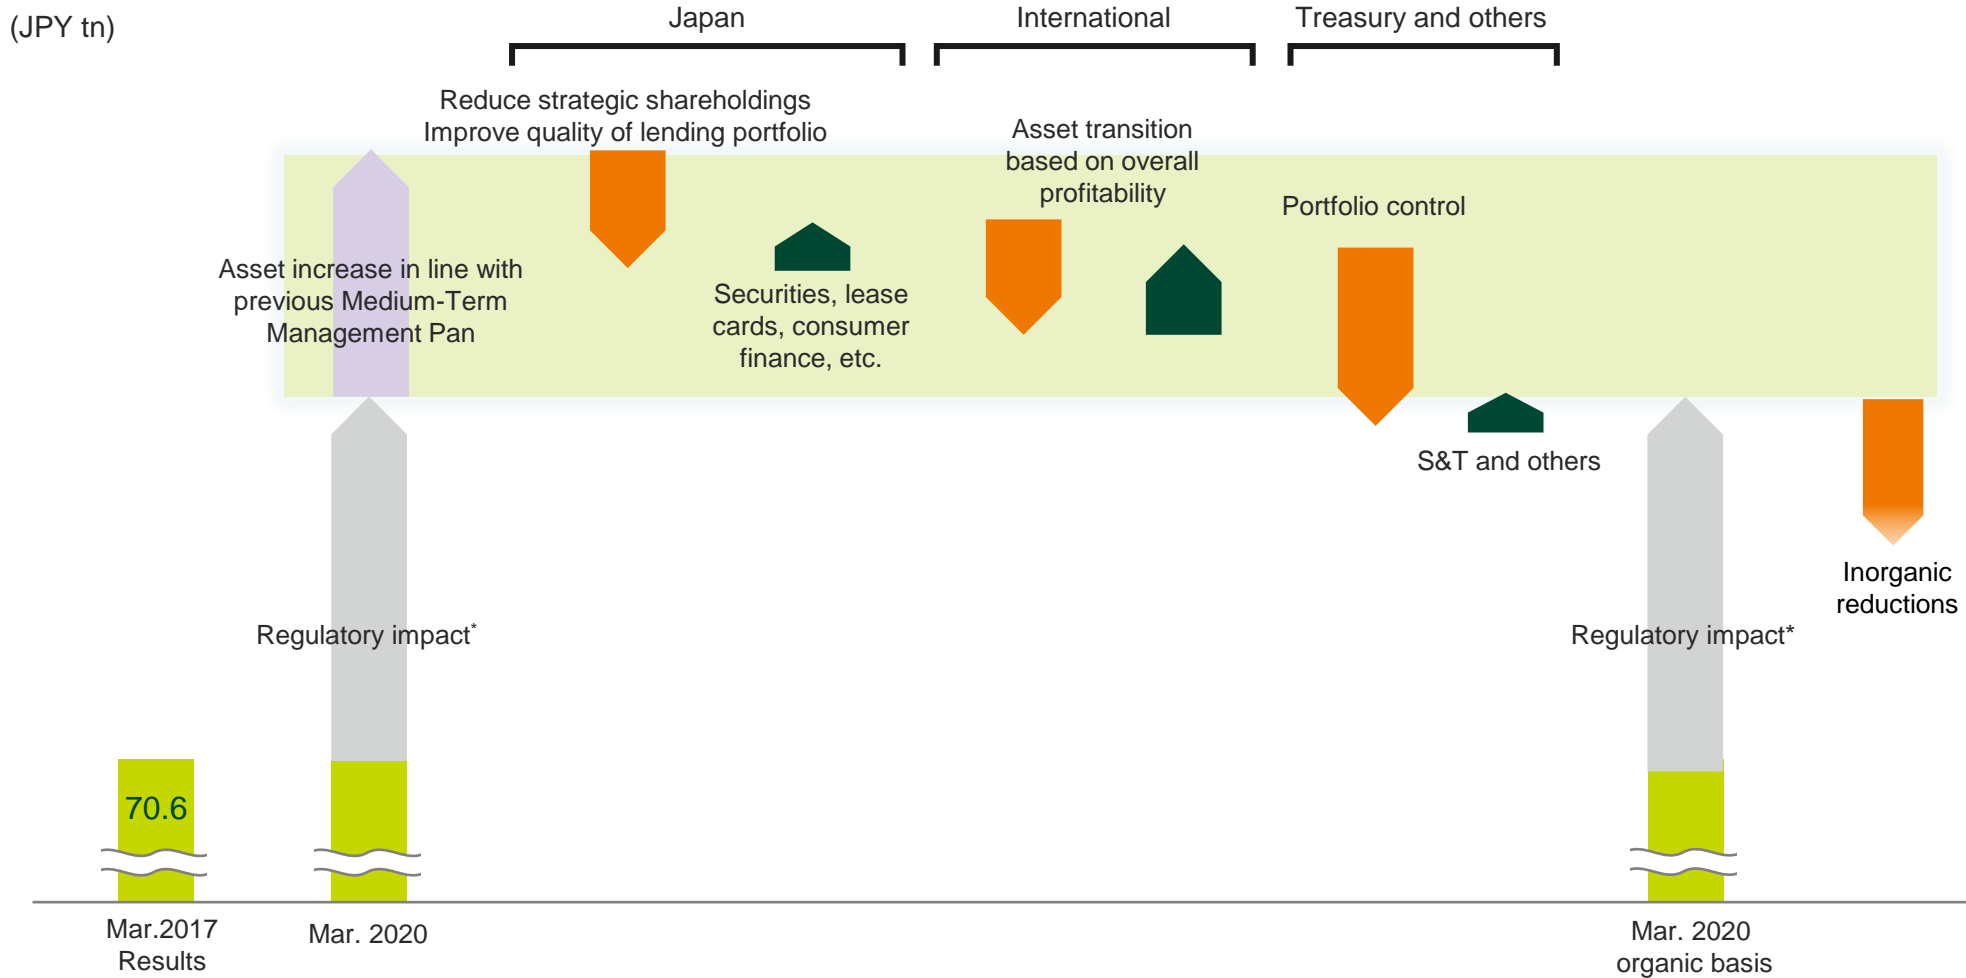 (JPY tn)
Japan
International
Treasury and others
Reduce strategic shareholdings
Improve quality of lending portfolio
Asset transition
based on overall
profitability
Portfolio control
Asset increase in line with
previous Medium-Term
Management Pan
Securities, lease
cards, consumer
finance, etc.
S&T and others
Inorganic
reductions
Regulatory impact*
Regulatory impact*
70.6
Mar.2017
Results
Mar. 2020
Mar. 2020
organic basis